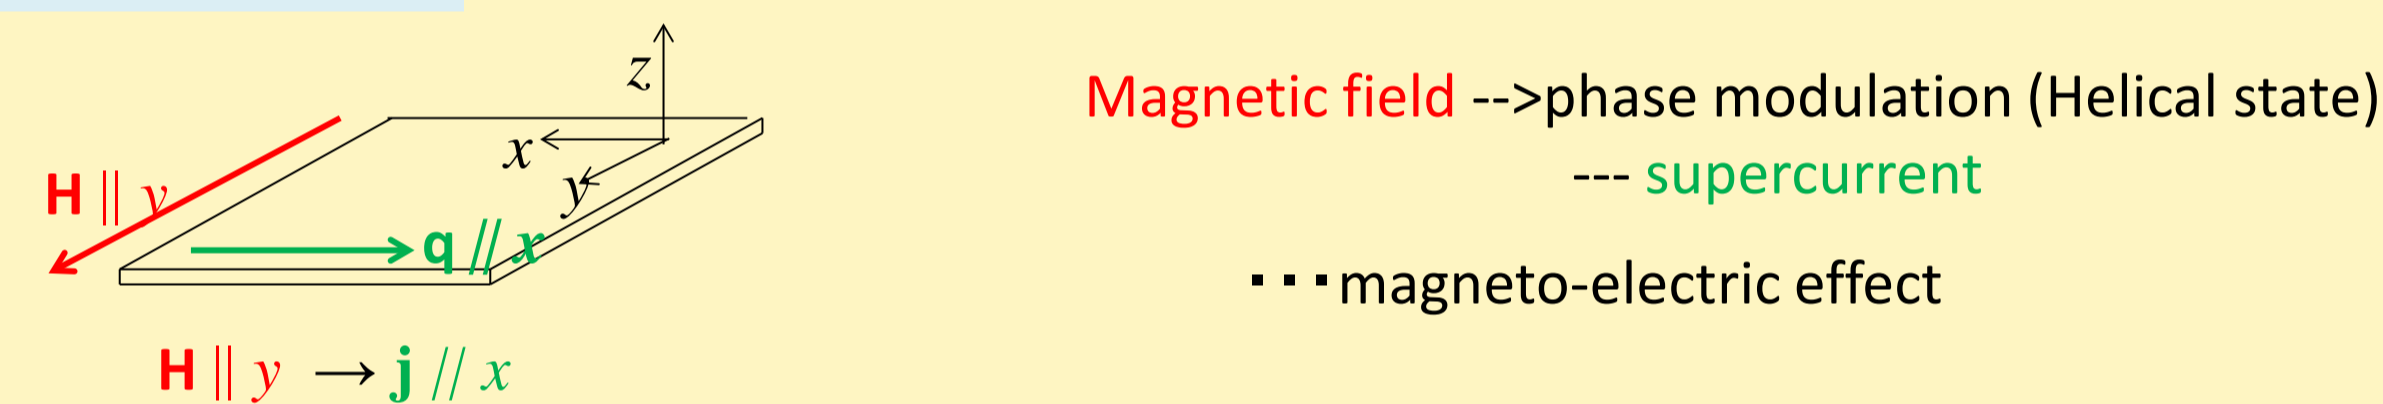 z
x
y
H || y
q // x
H || y → j // x
Magnetic field -->phase modulation (Helical state)
--- supercurrent
・・・magneto-electric effect